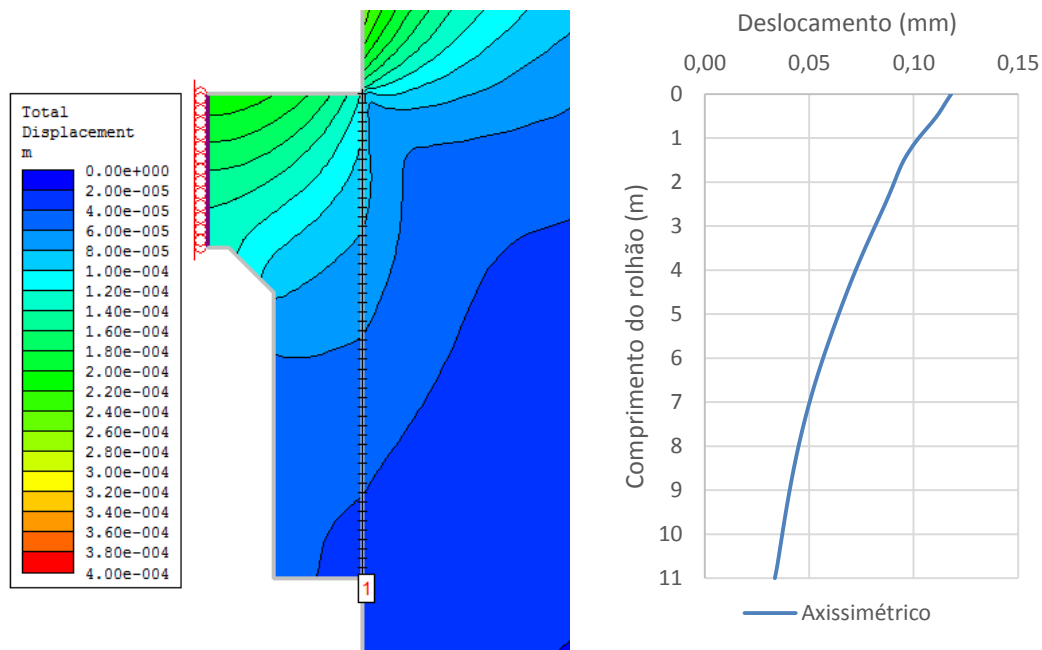 Total
Displacement
m
0.00e+000
2.00e-005
4.00e-005
6.00e-005
8.00e-005
1.00e-004
1.20e-004
1.40e-004
1.60e-004
1.80e-004
2.00e-004
2.20e-004
2.40e-004
2.60e-004
2.80e-004
3.00e-004
3.20e-004
3.40e-004
3.60e-004
3.80e-004
4.00e-004
1
Deslocamento (mm)
0,00 0,05 0,10 0,15
Comprimento do rolhão (m)
0
1
2
3
4
5
6
7
8
9
10
11
Axissimétrico